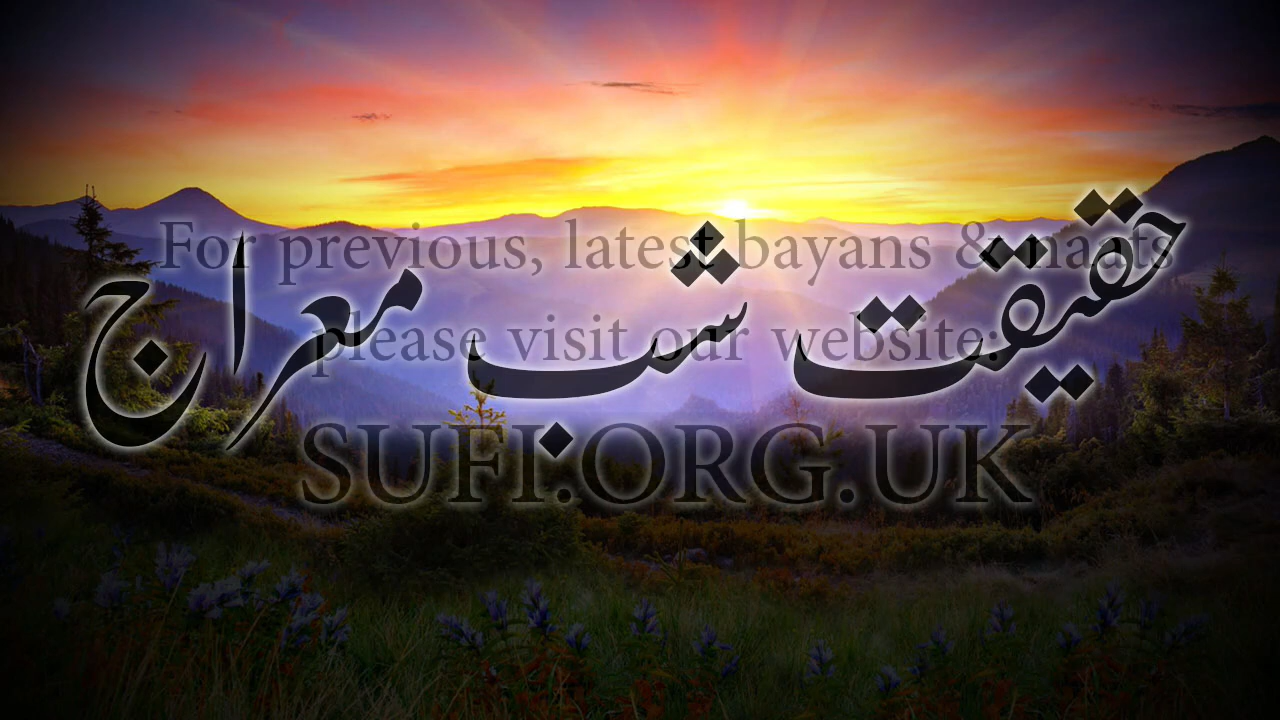 For previous, latest bayans & naats
حقیقت شب معراج
please visit our website:
SUFI.ORG.UK